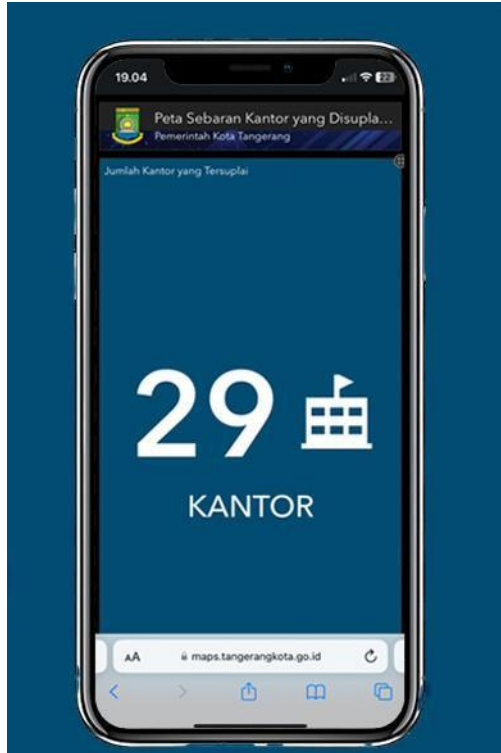 19.04
22
Peta Sebaran Kantor yang Disupla...
Pemerintah Kota Tangerang
Jumlah Kantor yang Tersuplai
29
KANTOR
AA
maps.tangerangkota.go.id